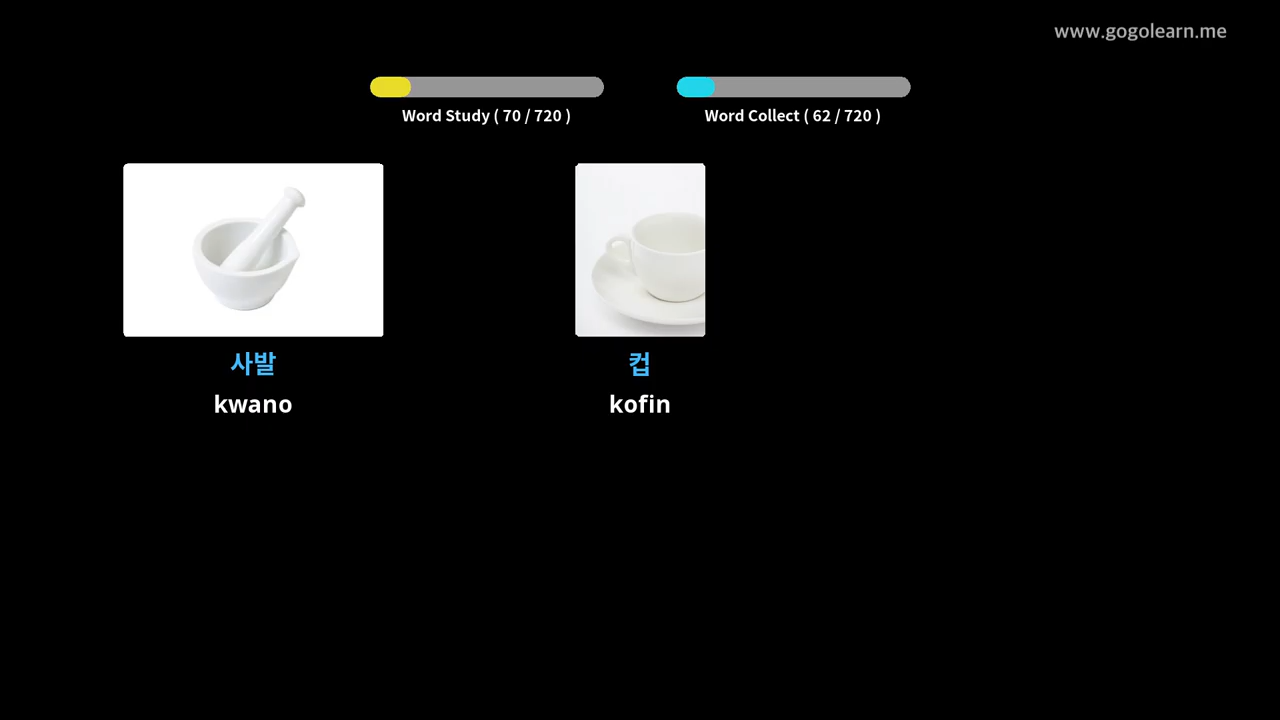 www.gogolearn.me
Word Study ( 70 / 720 )
Word Collect ( 62 / 720 )
사발
kwano
컵
kofin